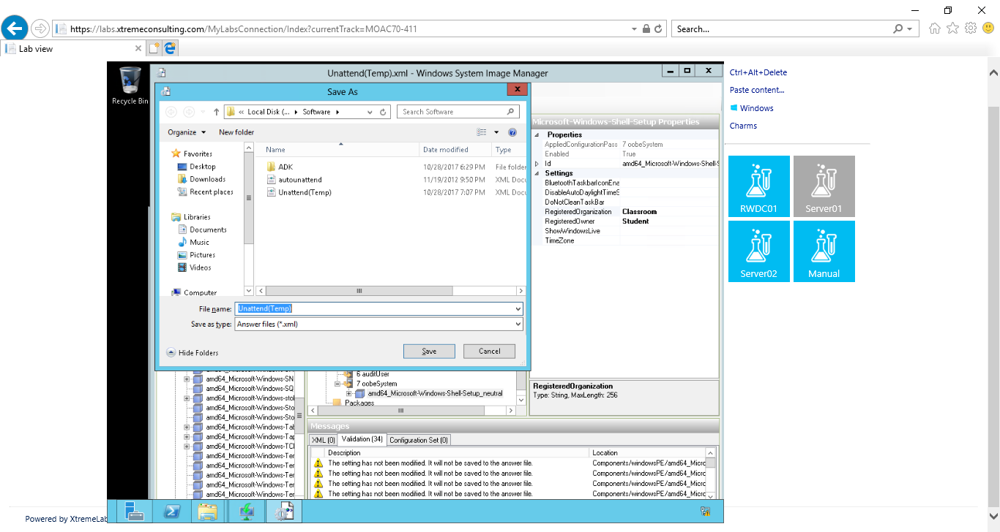 https://labs.xtremeconsulting.com/MyLabsConnection/Index?currentTrack=MOAC70-411
Search...
Lab view
Recycle Bin
Unattend(Temp).xml - Windows System Image Manager
Save As
« Local Disk (... Software
Search Software
Organize New folder
Favorites
Desktop
Downloads
Recent places
Libraries
Documents
Music
Pictures
Videos
Computer
Name Date modified Type
ADK 10/28/2017 6:29 PM File folder
autounattend 11/19/2012 9:50 PM XML Docu
Unattend(Temp) 10/28/2017 7:07 PM XML Docu
File name: Unattend(Temp)
Save as type: Answer files (*.xml)
Hide Folders
Save Cancel
Microsoft-Windows-Shell-Setup Properties
Properties
AppliedConfigurationPass 7 oobeSystem
Enabled True
Id amd64_Microsoft-Windows-Shell-S
Settings
BluetoothTaskbarIconEna
DisableAutoDaylightTimeS
DoNotCleanTaskBar
RegisteredOrganization Classroom
RegisteredOwner Student
ShowWindowsLive
TimeZone
RegisteredOrganization
Type: String, MaxLength: 256
amd64_Microsoft-Windows-SN
amd64_Microsoft-Windows-SQ
amd64_Microsoft-Windows-stol
amd64_Microsoft-Windows-Sto
amd64_Microsoft-Windows-Sto
amd64_Microsoft-Windows-Tab
amd64_Microsoft-Windows-Tap
amd64_Microsoft-Windows-TCI
amd64_Microsoft-Windows-Ter
amd64_Microsoft-Windows-Ter
amd64_Microsoft-Windows-Ter
amd64_Microsoft-Windows-Ter
amd64_Microsoft-Windows-Ter
6 auditUser
7 oobeSystem
amd64_Microsoft-Windows-Shell-Setup_neutral
Packages
Messages
XML (0) Validation (34) Configuration Set (0)
Description Location
The setting has not been modified. It will not be saved to the answer file. Components/windowsPE/amd64_Micro
The setting has not been modified. It will not be saved to the answer file. Components/windowsPE/amd64_Micro
The setting has not been modified. It will not be saved to the answer file. Components/windowsPE/amd64_Micro
The setting has not been modified. It will not be saved to the answer file. Components/windowsPE/amd64_Micro
Ctrl+Alt+Delete
Paste content...
Windows
Charms
RWDC01
Server01
Server02
Manual
Powered by XtremeLab